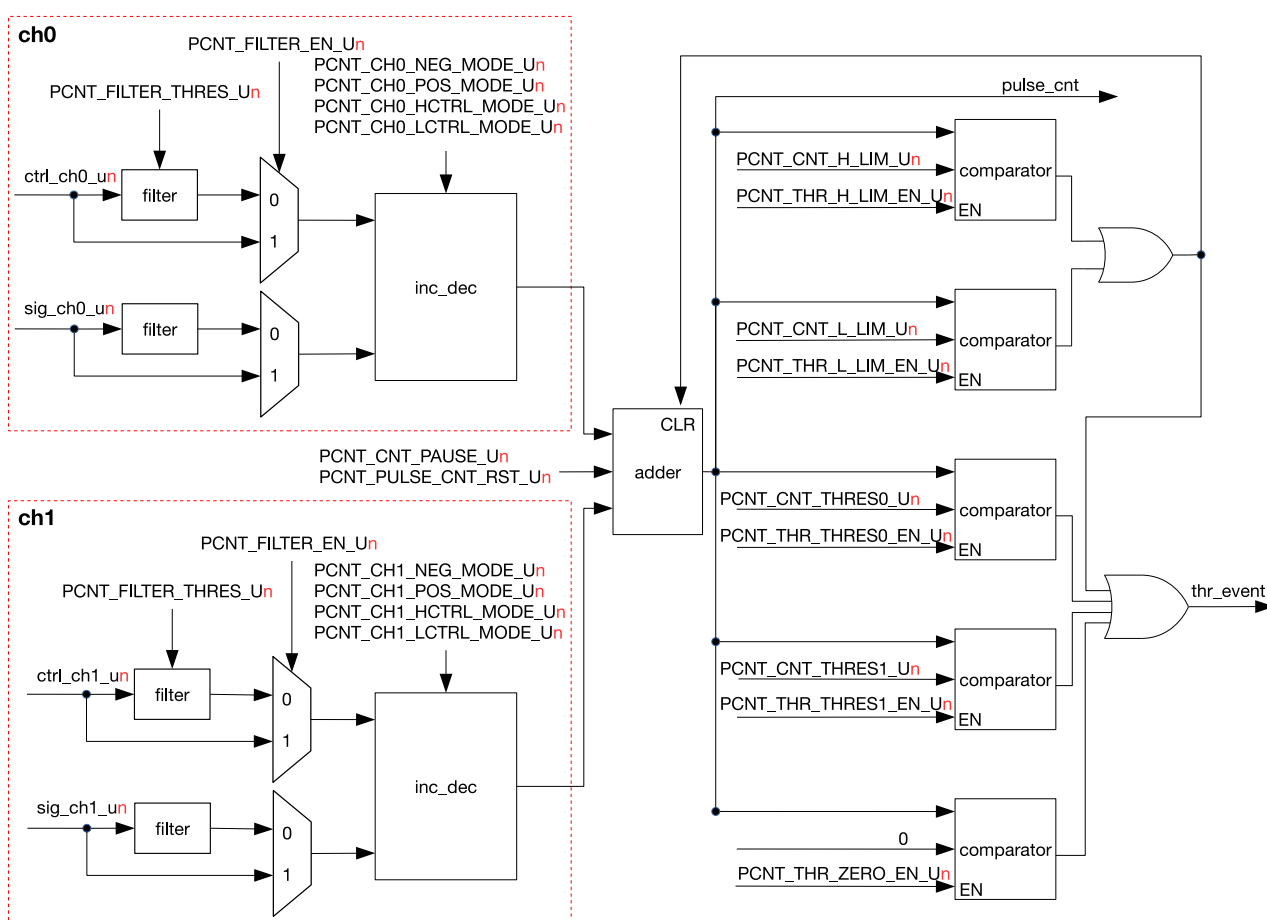 ch0
PCNT_FILTER_EN_Un
PCNT_CH0_NEG_MODE_Un
PCNT_CH0_POS_MODE_Un
PCNT_CH0_HCTRL_MODE_Un
PCNT_CH0_LCTRL_MODE_Un
PCNT_FILTER_THRES_Un
ctrl_ch0_un
filter
0
1
sig_ch0_un
filter
0
1
inc_dec
PCNT_CNT_PAUSE_Un
PCNT_PULSE_CNT_RST_Un
CLR
adder
ch1
PCNT_FILTER_EN_Un
PCNT_CH1_NEG_MODE_Un
PCNT_CH1_POS_MODE_Un
PCNT_CH1_HCTRL_MODE_Un
PCNT_CH1_LCTRL_MODE_Un
PCNT_FILTER_THRES_Un
ctrl_ch1_un
filter
0
1
sig_ch1_un
filter
0
1
inc_dec
pulse_cnt
PCNT_CNT_H_LIM_Un
comparator
PCNT_THR_H_LIM_EN_Un
EN
PCNT_CNT_L_LIM_Un
comparator
PCNT_THR_L_LIM_EN_Un
EN
PCNT_CNT_THRES0_Un
comparator
PCNT_THR_THRES0_EN_Un
EN
thr_event
PCNT_CNT_THRES1_Un
comparator
PCNT_THR_THRES1_EN_Un
EN
0
comparator
PCNT_THR_ZERO_EN_Un
EN